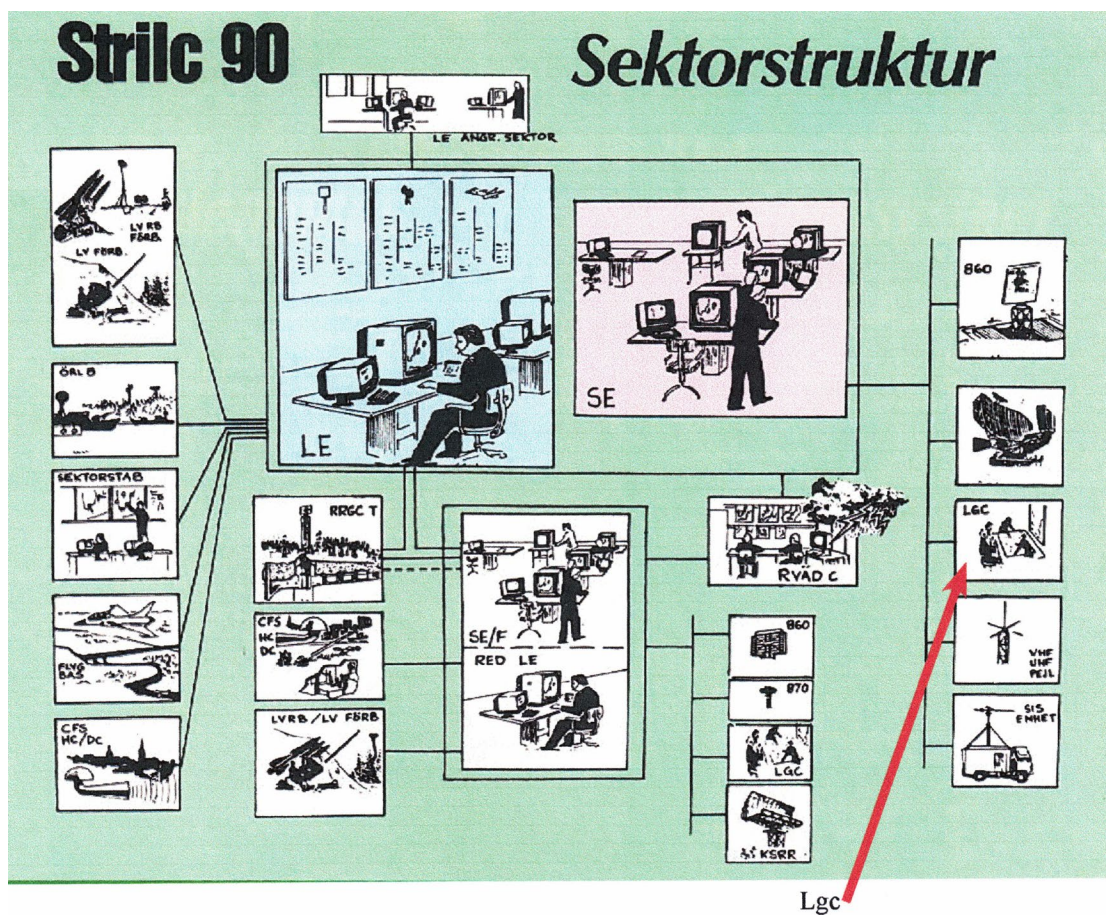 Strilc 90
Sektorstruktur
LE ANGR. SEKTOR
LV RB
FÖRB
LV FÖRB.
ÖRL B
SEKTORSTAB
FLYG
BAS
CFS
HC/DC
LE
SE
RRGC T
CFS
HC
DC
LVRB/LV FÖRB
SE/F
RED LE
RVÄD C
860
870
LGC
KSRR
860
LGC
VHF
UHF
PEJL
SIS
ENHET
Lgc